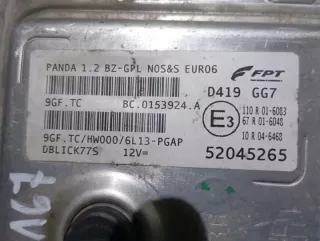 PANDA 1.2 BZ-GPL NOS&S EURO6
FPT
D419 GG7
9GF.TC BC.0153924.A
E3
110 R 01-6083
67 R 01-6048
10 R 04-6468
9GF.TC/HW000/6L13-PGAP
DBLICK77S 12V=
52045265